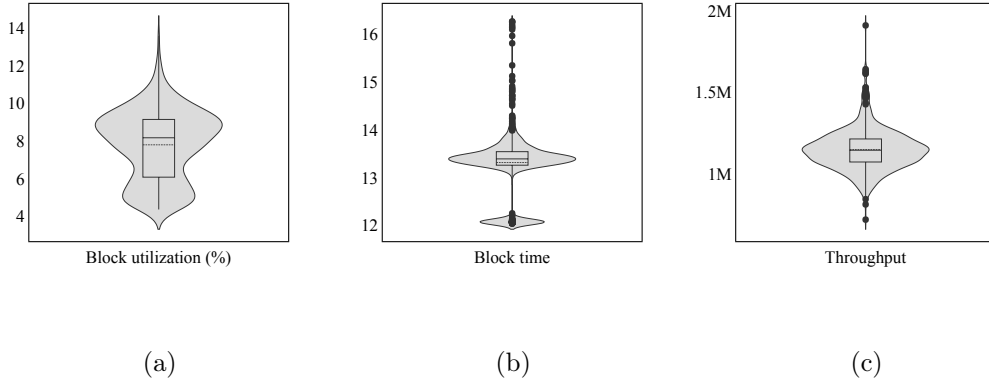 14
12
10
8
6
4
Block utilization (%)
16
15
14
13
12
Block time
2M
1.5M
1M
Throughput
(a)
(b)
(c)